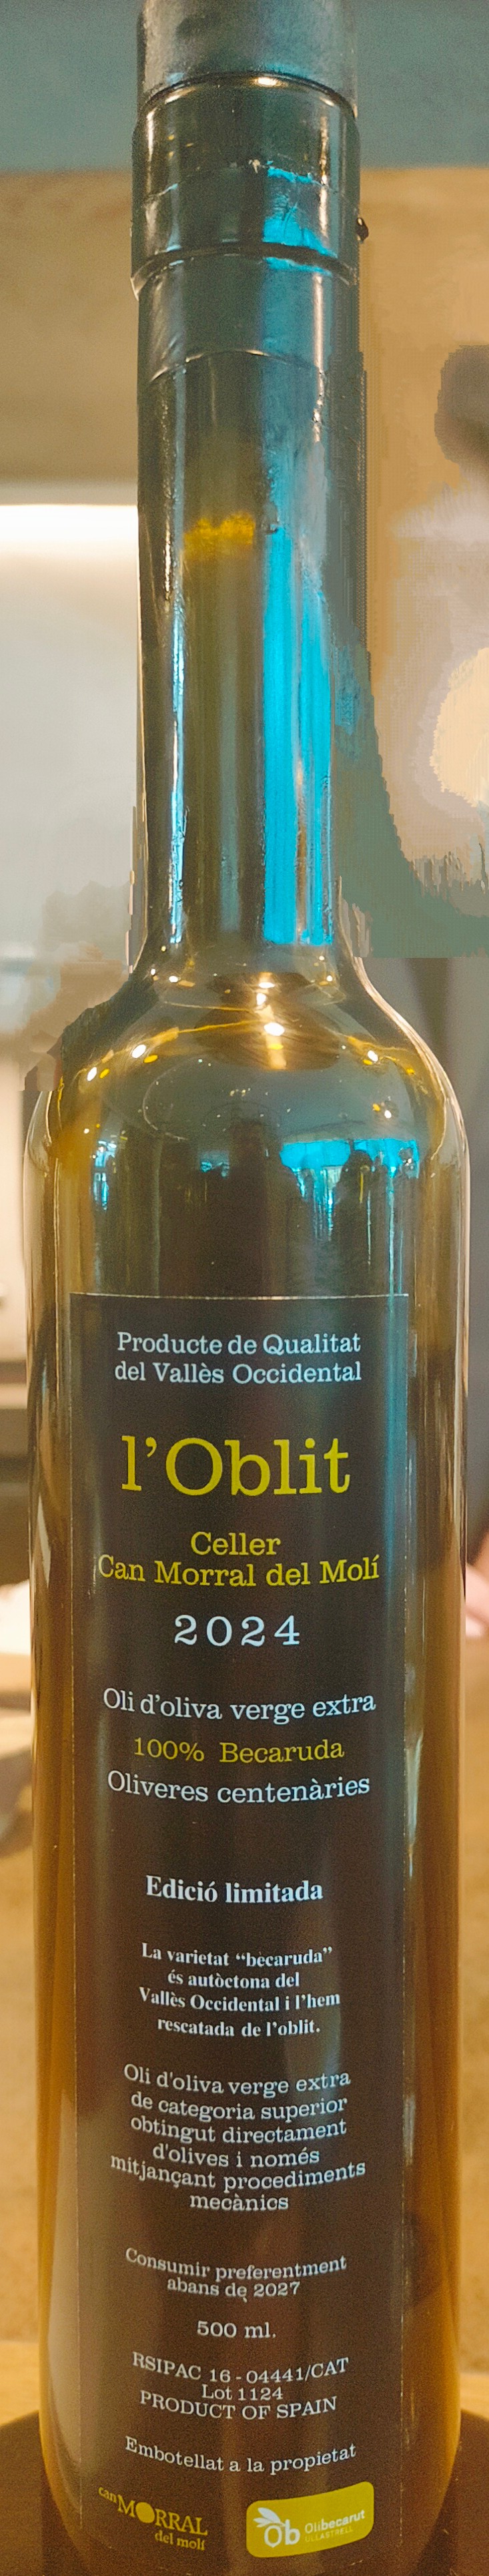 Producte de Qualitat
del Vallès Occidental
l'Oblit
Celler
Can Morral del Molí
2024
Oli d'oliva verge extra
100% Becaruda
Oliveres centenàries
Edició limitada
La varietat “becaruda”
és autòctona del
Vallès Occidental i l'hem
rescatada de l'oblit.
Oli d'oliva verge extra
de categoria superior
obtingut directament
d'olives i només
mitjançant procediments
mecànics
Consumir preferentment
abans de 2027
500 ml.
RSIPAC 16-04441/CAT
Lot 1124
PRODUCT OF SPAIN
Embotellat a la propietat
can MORRAL
del molí
Ob Olibecarut
ULLASTRELL